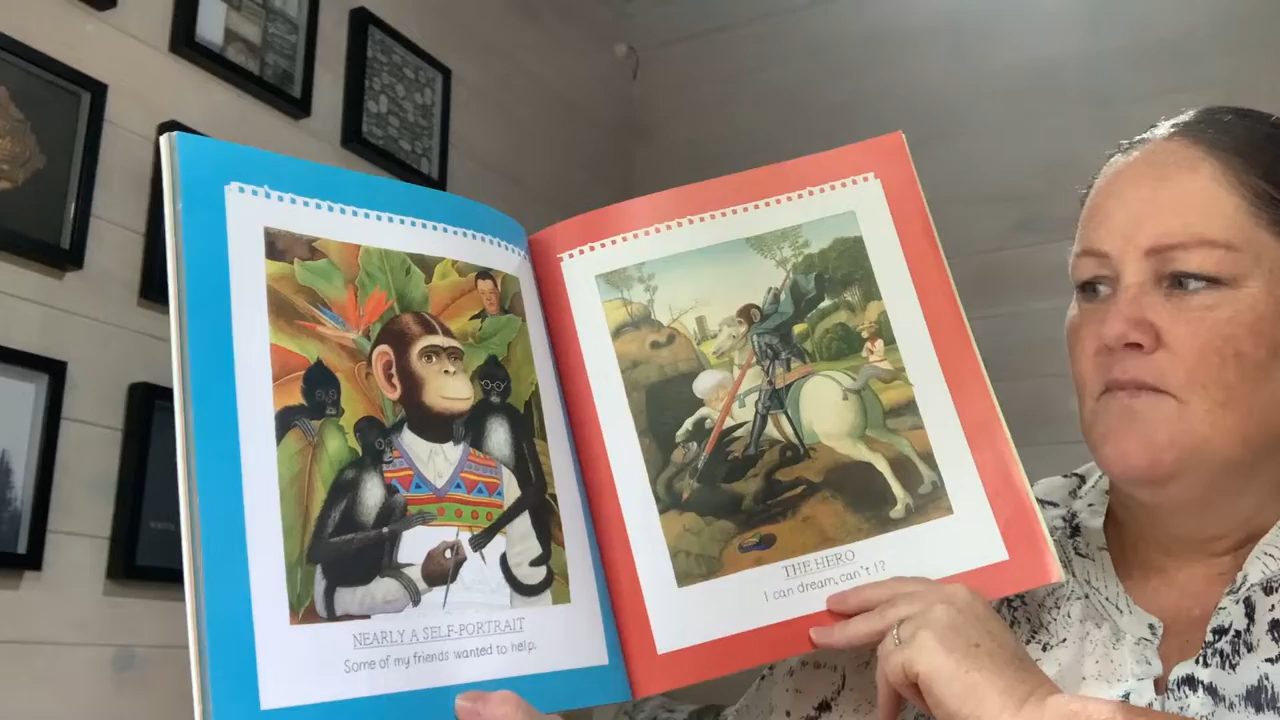 NEARLY A SELF-PORTRAIT
Some of my friends wanted to help.
THE HERO
I can dream, can't I?